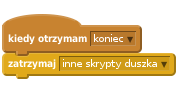 kiedy otrzymam koniec
zatrzymaj inne skrypty duszka